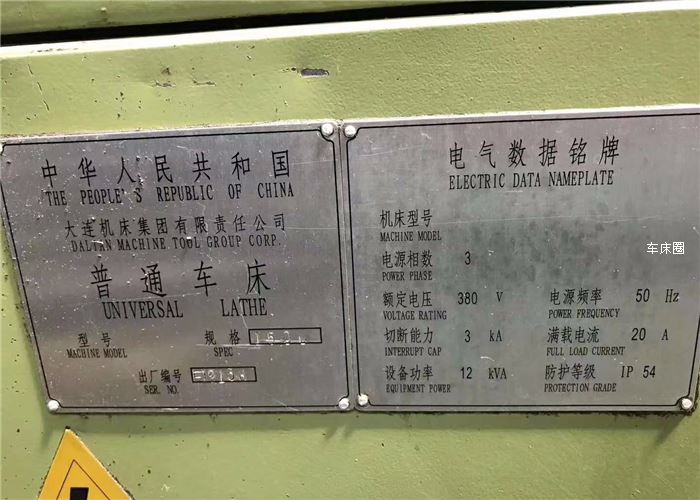 中华人民共和国
THE PEOPLE'S REPUBLIC OF CHINA
大连机床集团有限责任公司
DALIAN MACHINE TOOL GROUP CORP.
普通车床
UNIVERSAL LATHE
型号 规格
MACHINE MODEL SPEC
出厂编号
SER. NO.
电气数据铭牌
ELECTRIC DATA NAMEPLATE
机床型号
MACHINE MODEL
电源相数 3
POWER PHASE
额定电压 380 V 电源频率 50 Hz
VOLTAGE RATING POWER FREQUENCY
切断能力 3 kA 满载电流 20 A
INTERRUPT CAP FULL LOAD CURRENT
设备功率 12 kVA 防护等级 IP 54
EQUIPMENT POWER PROTECTION GRADE
车床圈